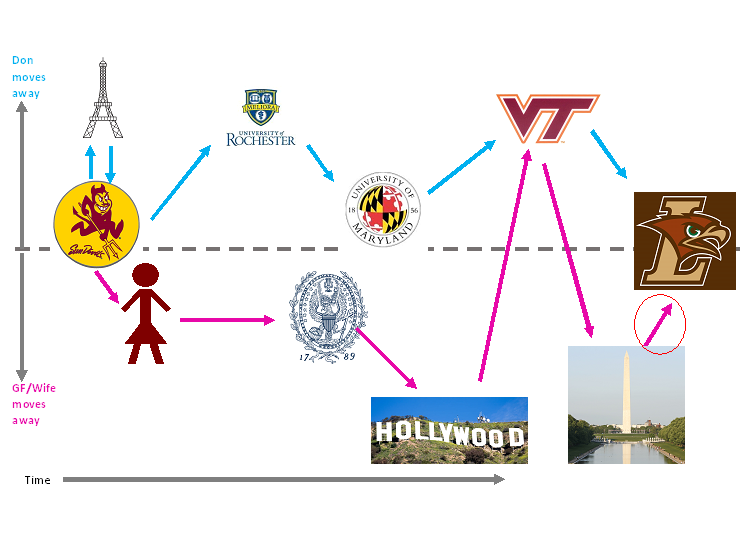 Don
moves
away
MELIORA
UNIVERSITY of
ROCHESTER
VT
UNIVERSITY OF
18 56
MARYLAND
Sun Devils
L
17 89
GF/Wife
moves
away
HOLLYWOOD
Time